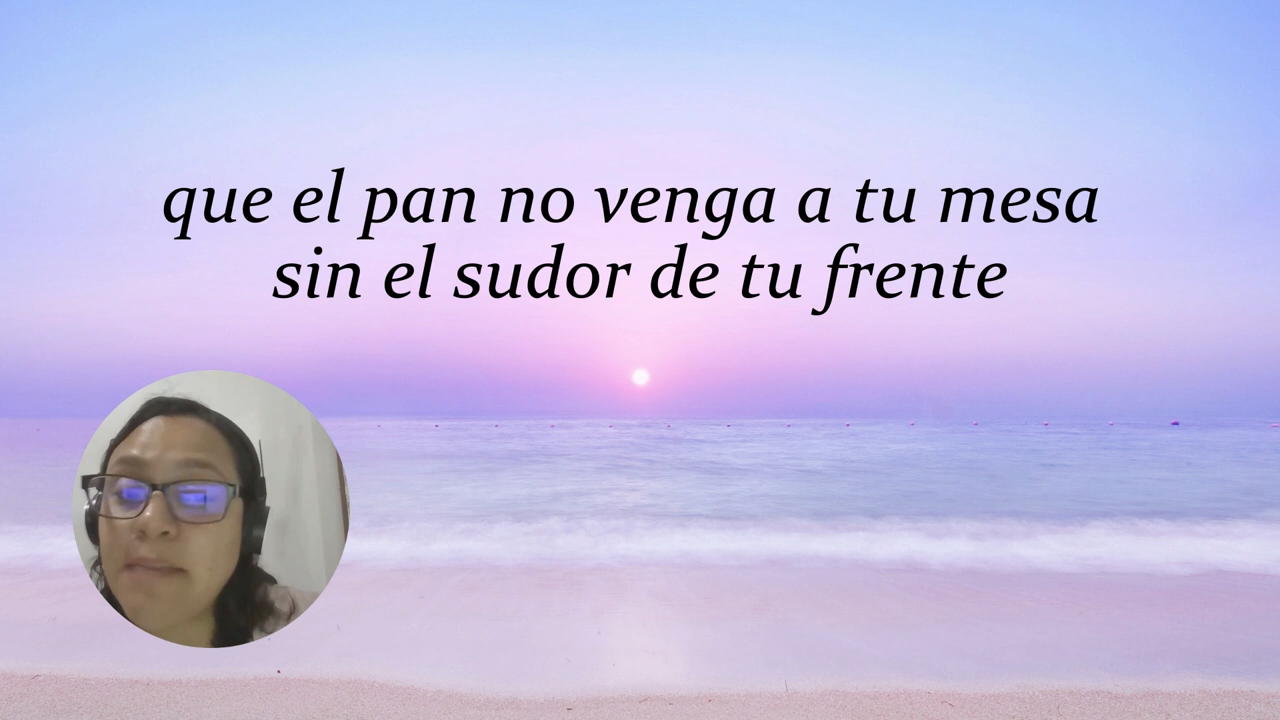 que el pan no venga a tu mesa
sin el sudor de tu frente